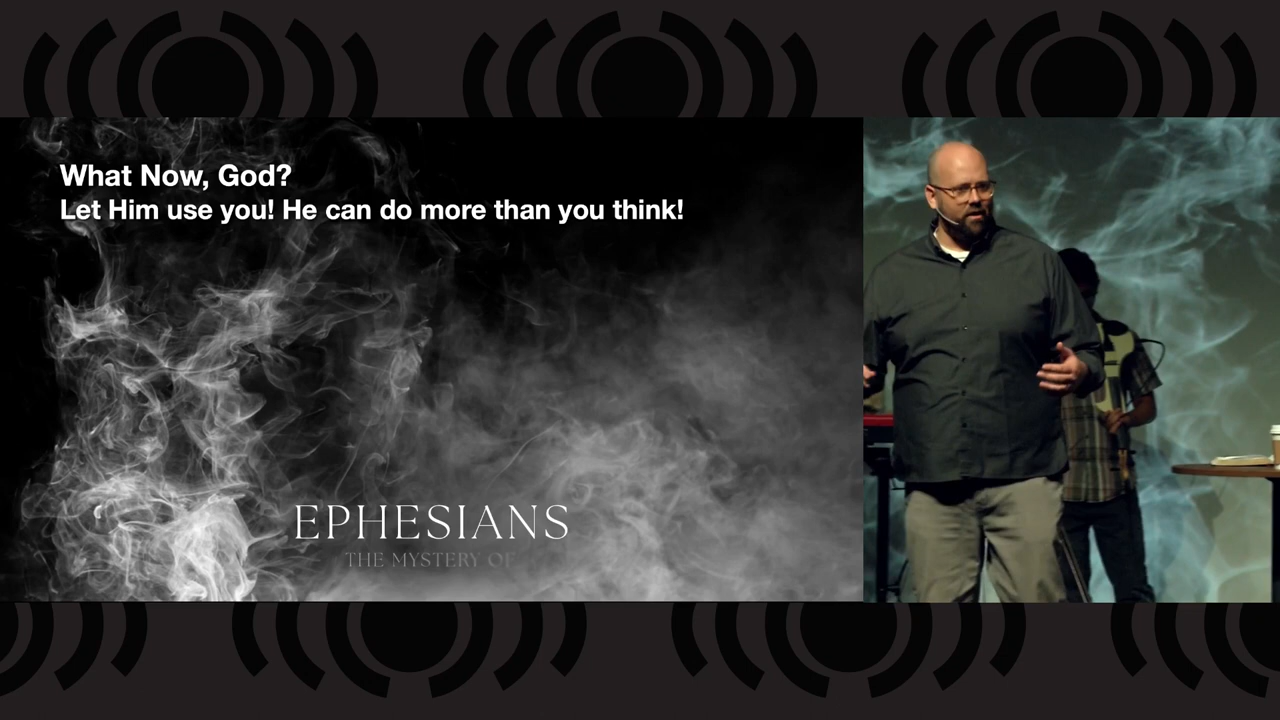 What Now, God?
Let Him use you! He can do more than you think!
EPHESIANS
THE MYSTERY OF